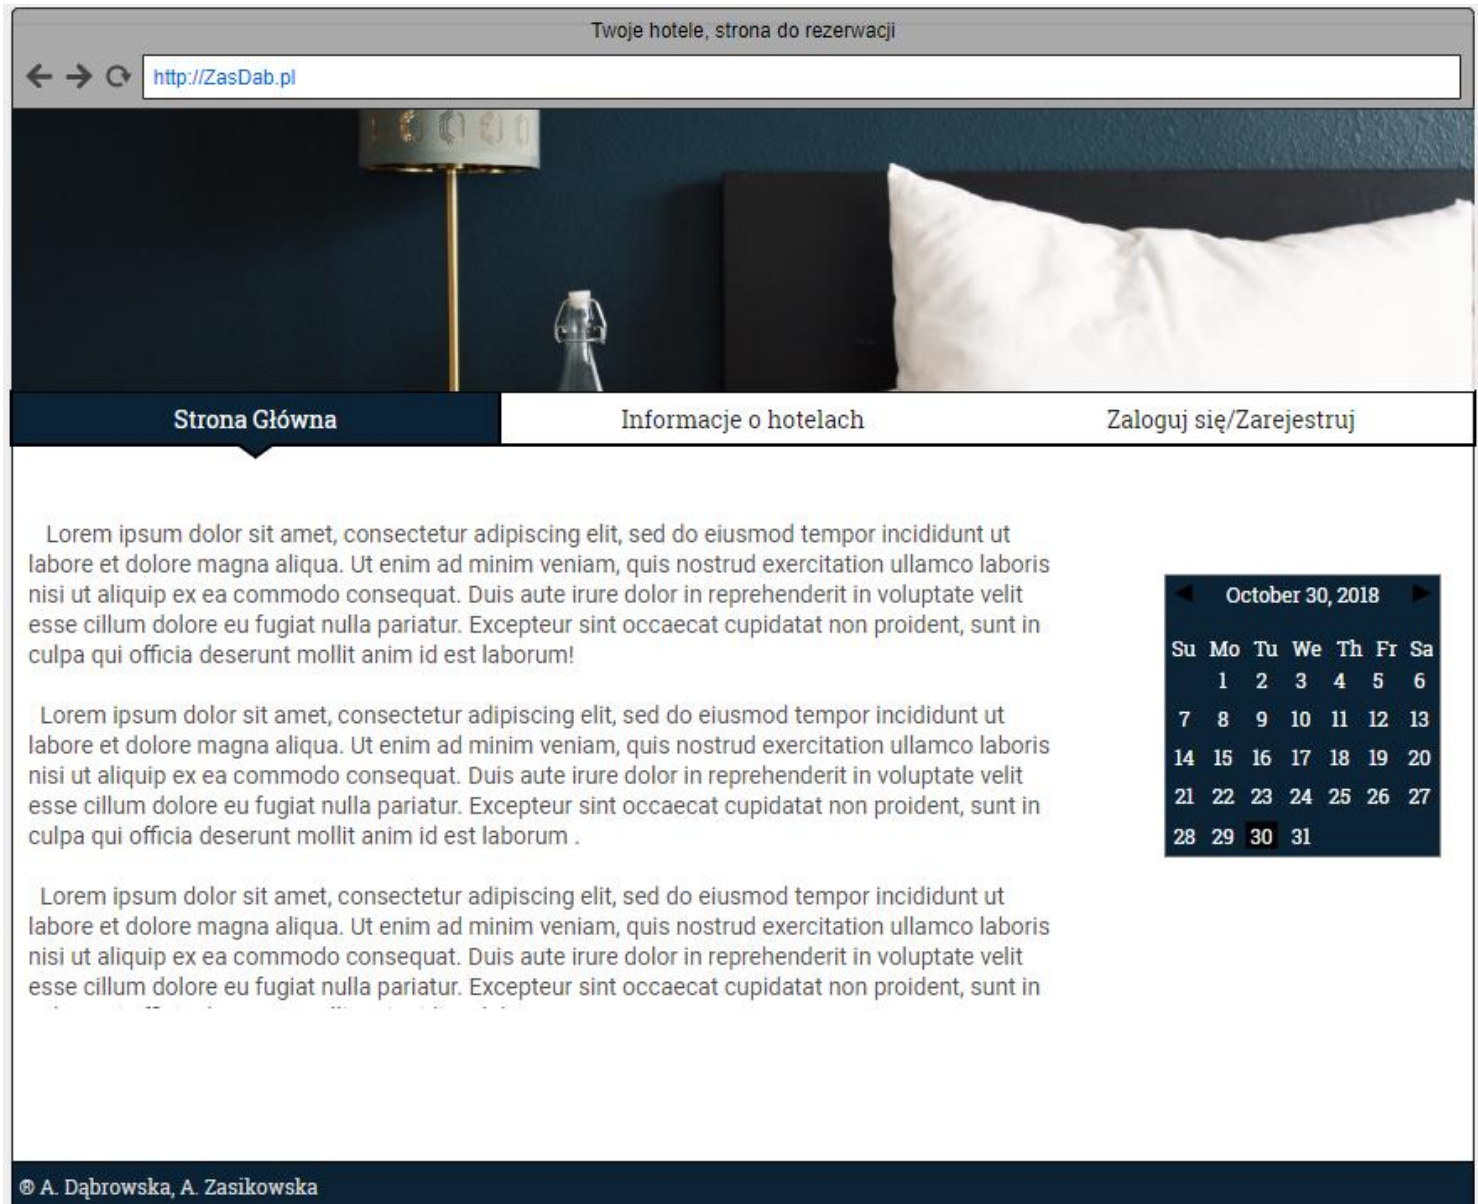 Twoje hotele, strona do rezerwacji
http://ZasDab.pl
Strona Główna Informacje o hotelach Zaloguj się/Zarejestruj
Lorem ipsum dolor sit amet, consectetur adipiscing elit, sed do eiusmod tempor incididunt ut
labore et dolore magna aliqua. Ut enim ad minim veniam, quis nostrud exercitation ullamco laboris
nisi ut aliquip ex ea commodo consequat. Duis aute irure dolor in reprehenderit in voluptate velit
esse cillum dolore eu fugiat nulla pariatur. Excepteur sint occaecat cupidatat non proident, sunt in
culpa qui officia deserunt mollit anim id est laborum!
Lorem ipsum dolor sit amet, consectetur adipiscing elit, sed do eiusmod tempor incididunt ut
labore et dolore magna aliqua. Ut enim ad minim veniam, quis nostrud exercitation ullamco laboris
nisi ut aliquip ex ea commodo consequat. Duis aute irure dolor in reprehenderit in voluptate velit
esse cillum dolore eu fugiat nulla pariatur. Excepteur sint occaecat cupidatat non proident, sunt in
culpa qui officia deserunt mollit anim id est laborum .
Lorem ipsum dolor sit amet, consectetur adipiscing elit, sed do eiusmod tempor incididunt ut
labore et dolore magna aliqua. Ut enim ad minim veniam, quis nostrud exercitation ullamco laboris
nisi ut aliquip ex ea commodo consequat. Duis aute irure dolor in reprehenderit in voluptate velit
esse cillum dolore eu fugiat nulla pariatur. Excepteur sint occaecat cupidatat non proident, sunt in
October 30, 2018
Su Mo Tu We Th Fr Sa
1 2 3 4 5 6
7 8 9 10 11 12 13
14 15 16 17 18 19 20
21 22 23 24 25 26 27
28 29 30 31
® A. Dąbrowska, A. Zasikowska